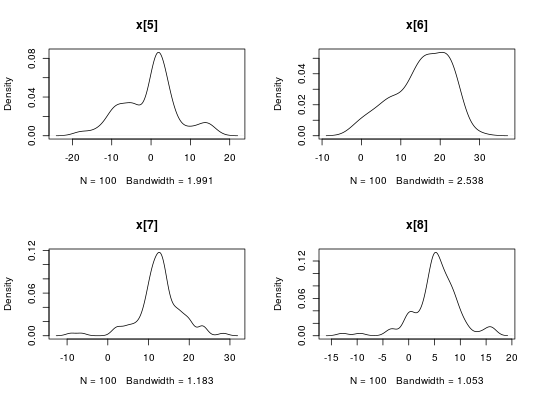 x[5]
x[6]
Density
0.00 0.04 0.08
-20 -10 0 10 20
N = 100 Bandwidth = 1.991
Density
0.00 0.02 0.04
-10 0 10 20 30
N = 100 Bandwidth = 2.538
x[7]
x[8]
Density
0.00 0.06 0.12
-10 0 10 20 30
N = 100 Bandwidth = 1.183
Density
0.00 0.06 0.12
-15 -10 -5 0 5 10 15 20
N = 100 Bandwidth = 1.053